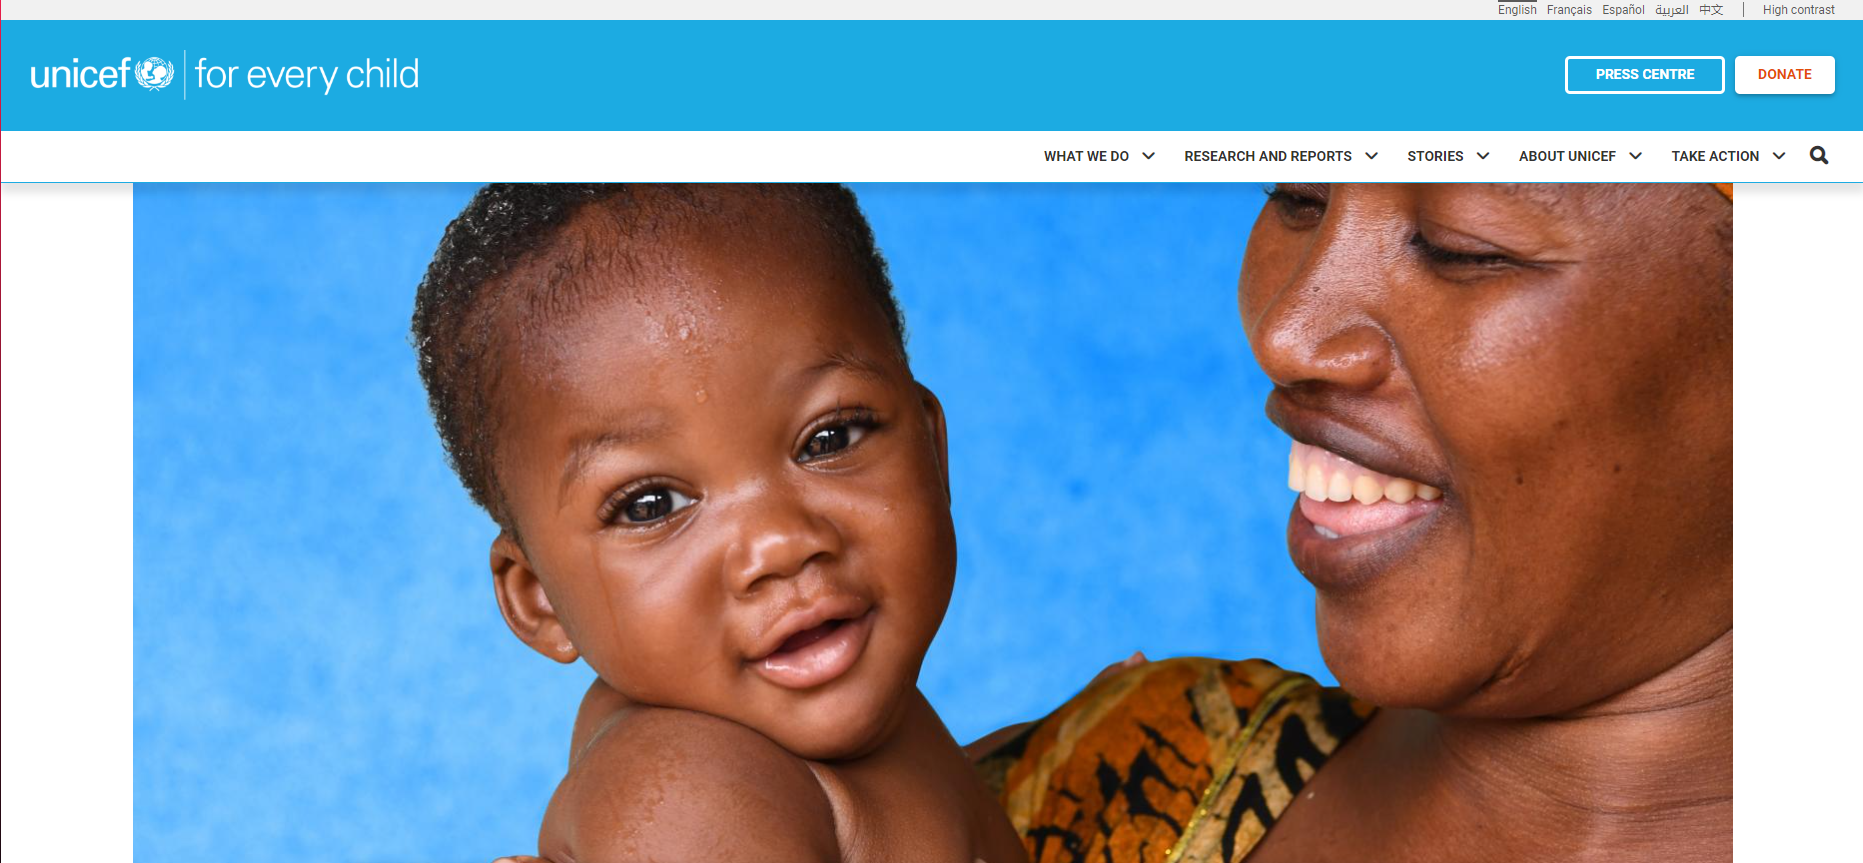 English Français Español العربية 中文 High contrast
unicef for every child
PRESS CENTRE DONATE
WHAT WE DO RESEARCH AND REPORTS STORIES ABOUT UNICEF TAKE ACTION